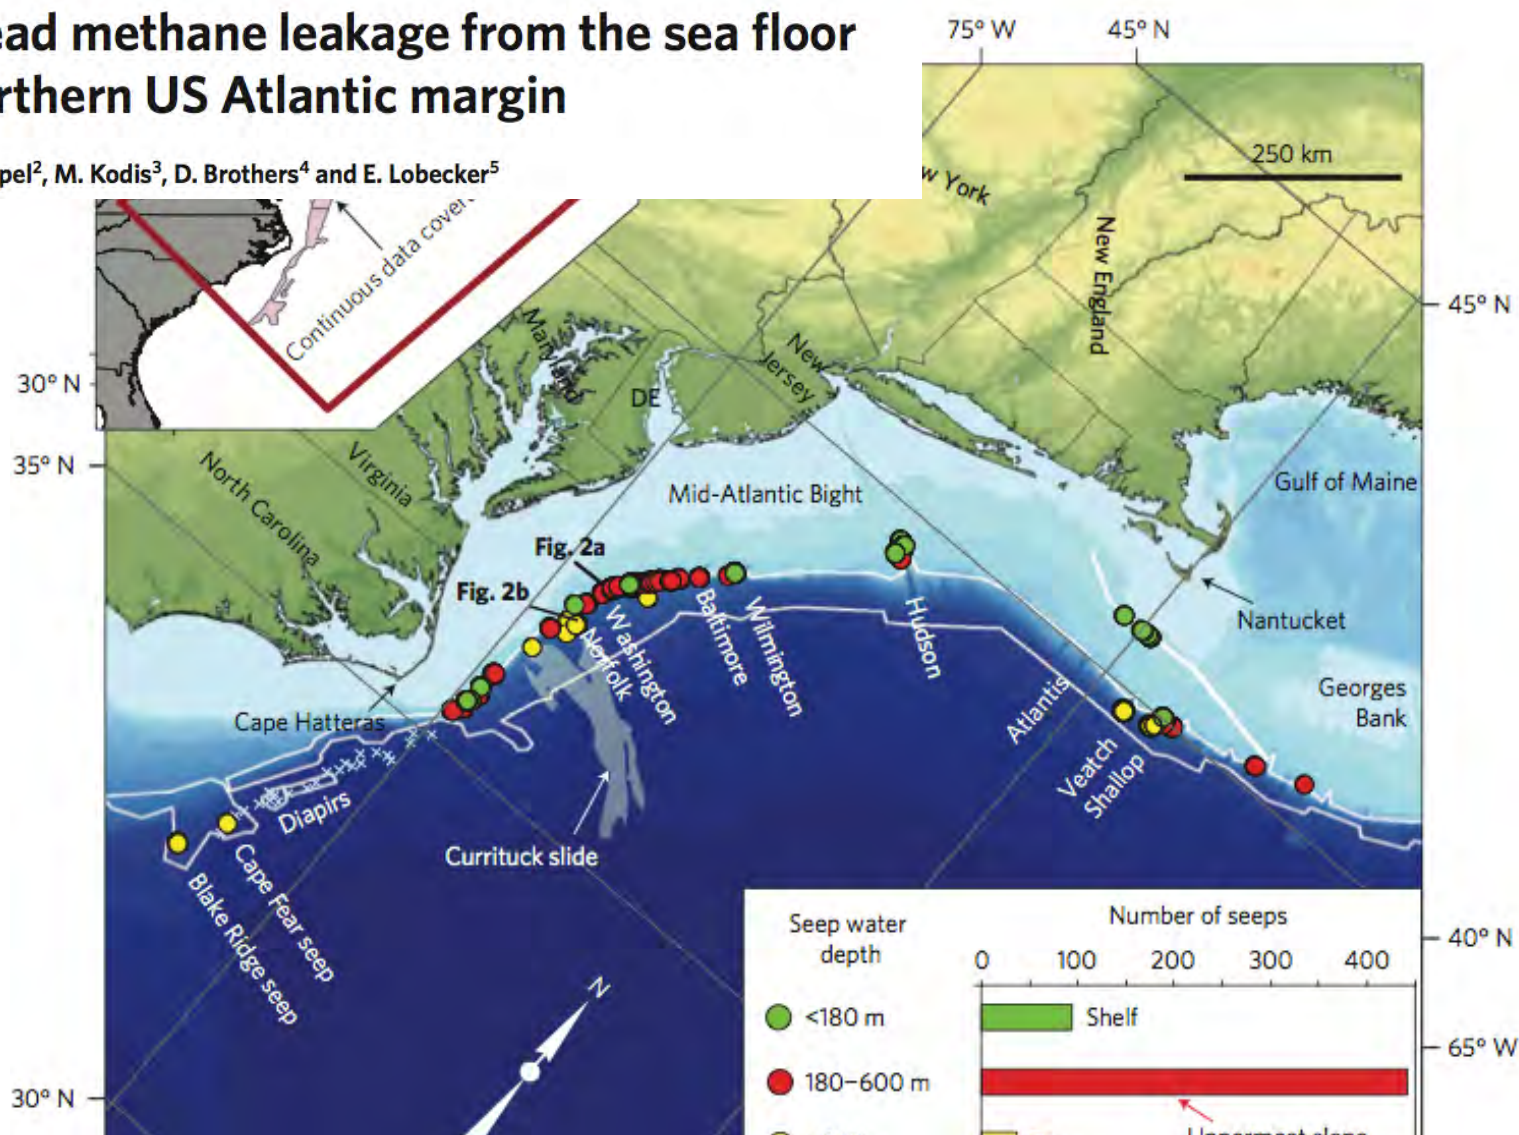 ead methane leakage from the sea floor
rthern US Atlantic margin
pel², M. Kodis³, D. Brothers⁴ and E. Lobecker⁵
75° W
45° N
250 km
w York
New England
Continuous data cover
45° N
30° N
35° N
Maryland
DE
New
Jersey
Virginia
North Carolina
Mid-Atlantic Bight
Gulf of Maine
Fig. 2a
Fig. 2b
Nantucket
Washington
Norfolk
Baltimore
Wilmington
Hudson
Georges
Bank
Atlantis
Cape Hatteras
Veatch
Shallop
Diapirs
Currituck slide
Cape Fear seep
Blake Ridge seep
N
Seep water
depth
Number of seeps
0 100 200 300 400
<180 m
Shelf
180–600 m
40° N
65° W
30° N